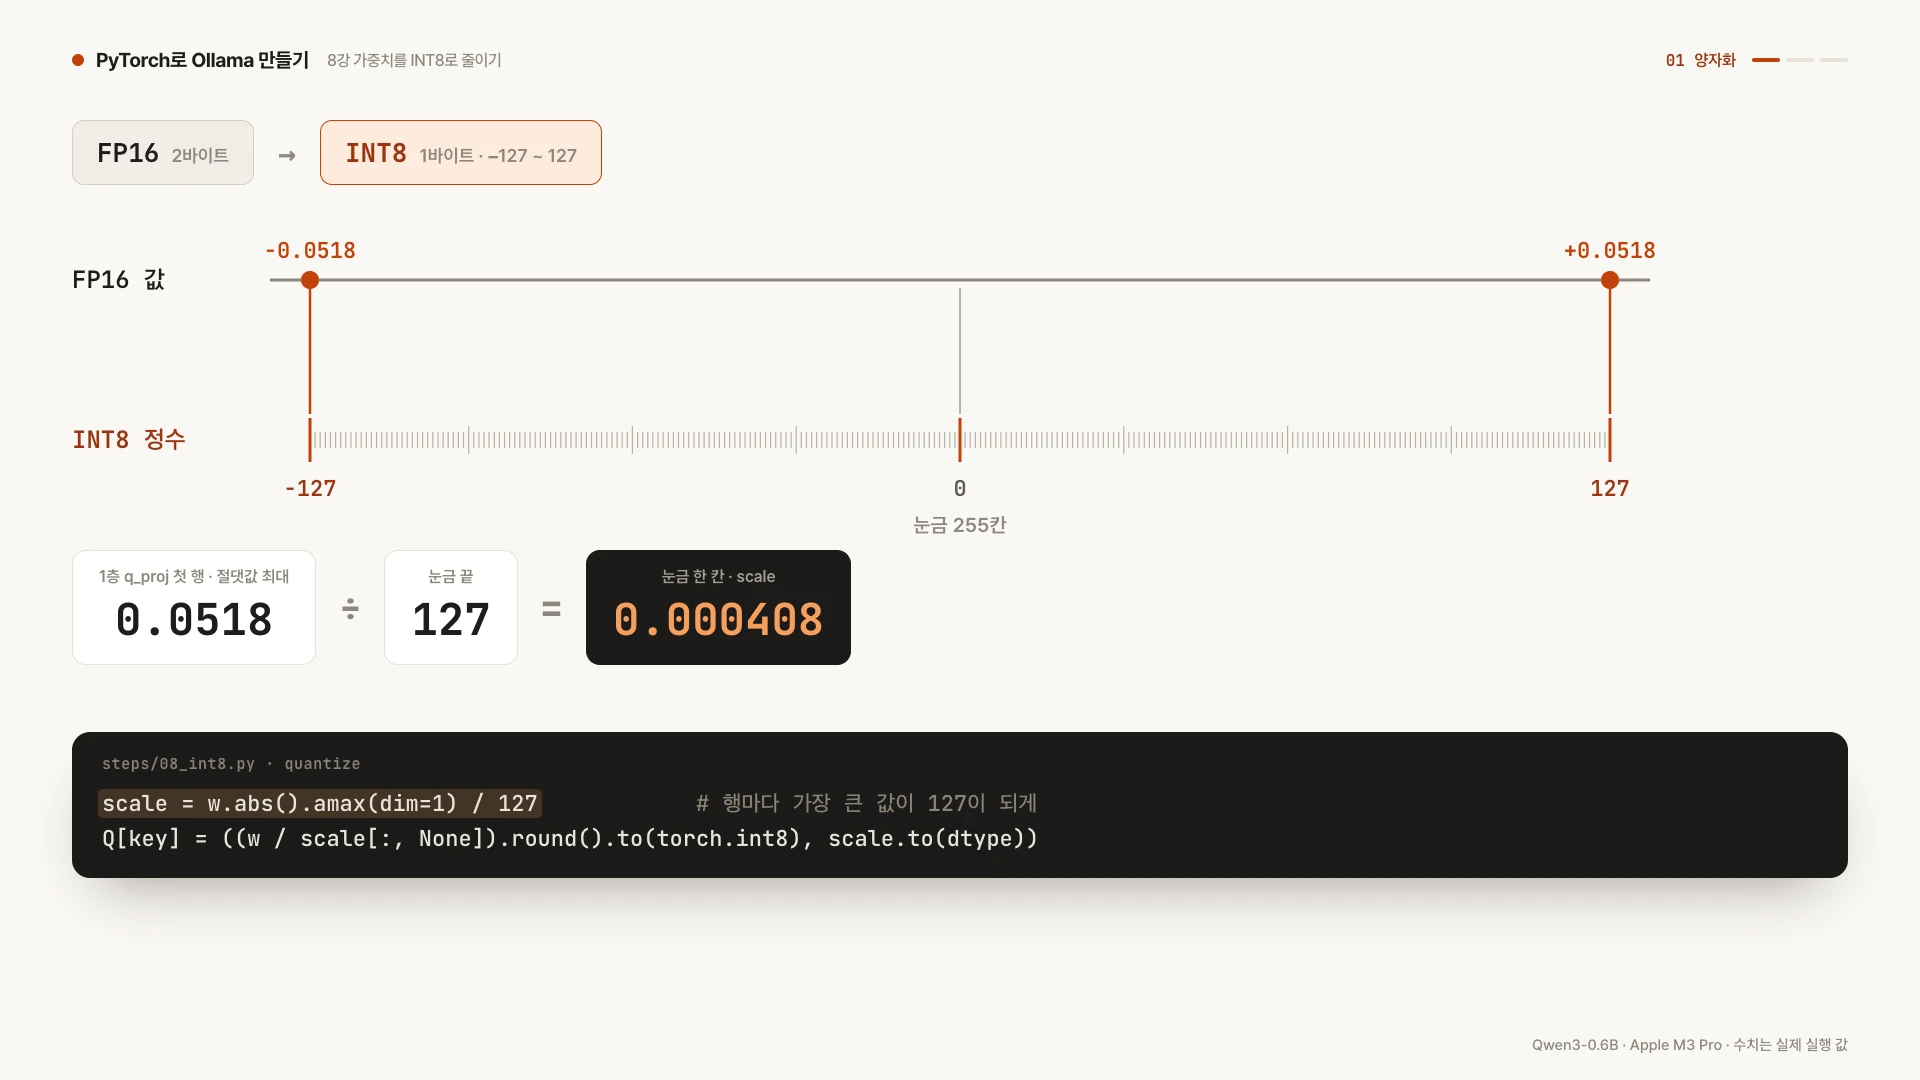 PyTorch로 Ollama 만들기 8강 가중치를 INT8로 줄이기
01 양자화
FP16 2바이트 → INT8 1바이트 · −127 ~ 127
-0.0518 +0.0518
FP16 값
INT8 정수
-127 0 127
눈금 255칸
1층 q_proj 첫 행 · 절댓값 최대
0.0518
÷
눈금 끝
127
=
눈금 한 칸 · scale
0.000408
steps/08_int8.py · quantize
scale = w.abs().amax(dim=1) / 127 # 행마다 가장 큰 값이 127이 되게
Q[key] = ((w / scale[:, None]).round().to(torch.int8), scale.to(dtype))
Qwen3-0.6B · Apple M3 Pro · 수치는 실제 실행 값